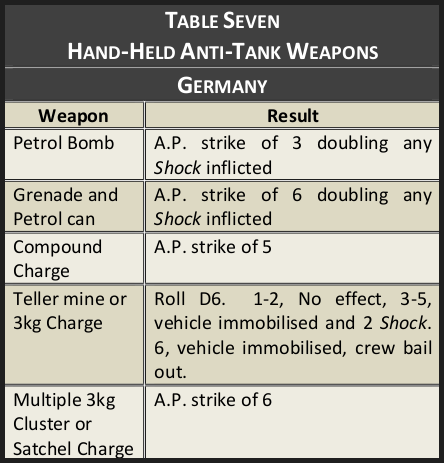 TABLE SEVEN
HAND-HELD ANTI-TANK WEAPONS
GERMANY
Weapon Result
Petrol Bomb
A.P. strike of 3 doubling any
Shock inflicted
Grenade and
Petrol can
A.P. strike of 6 doubling any
Shock inflicted
Compound
Charge
A.P. strike of 5
Teller mine or
3kg Charge
Roll D6. 1-2, No effect, 3-5,
vehicle immobilised and 2 Shock.
6, vehicle immobilised, crew bail
out.
Multiple 3kg
Cluster or
Satchel Charge
A.P. strike of 6